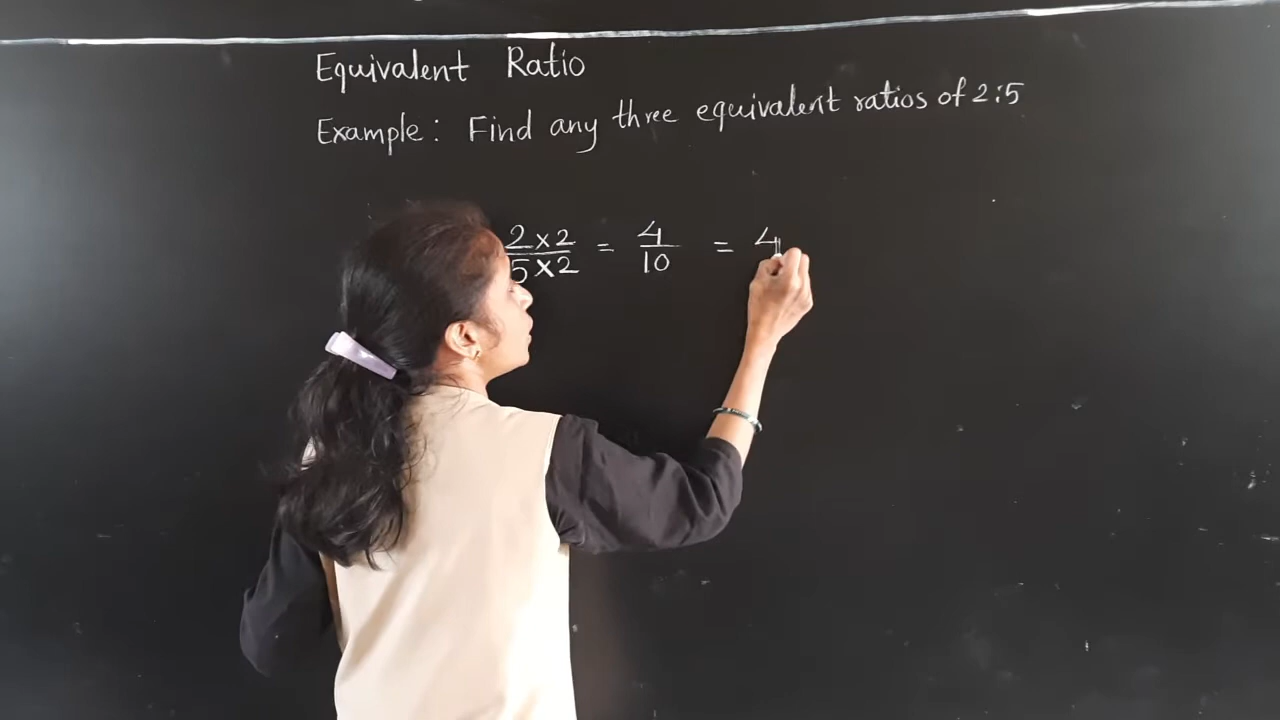 Equivalent Ratio
Example: Find any three equivalent ratios of 2:5
2 × 2 / 5 × 2 = 4 / 10 = 4